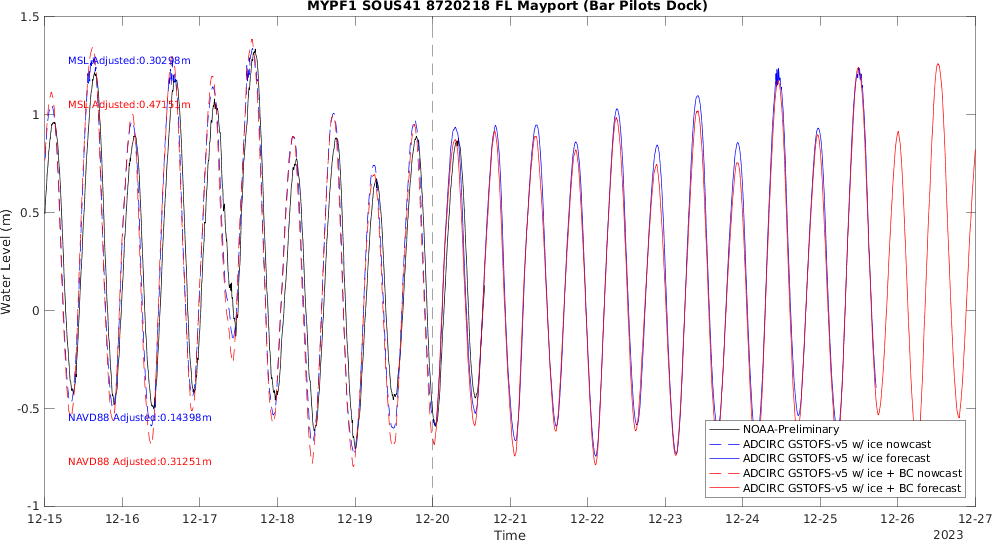 MYPF1 SOUS41 8720218 FL Mayport (Bar Pilots Dock)
1.5
1
0.5
0
-0.5
-1
Water Level (m)
MSL Adjusted:0.30298m
MSL Adjusted:0.47151m
NAVD88 Adjusted:0.14398m
NAVD88 Adjusted:0.31251m
NOAA-Preliminary
ADCIRC GSTOFS-v5 w/ ice nowcast
ADCIRC GSTOFS-v5 w/ ice forecast
ADCIRC GSTOFS-v5 w/ ice + BC nowcast
ADCIRC GSTOFS-v5 w/ ice + BC forecast
12-15 12-16 12-17 12-18 12-19 12-20 12-21 12-22 12-23 12-24 12-25 12-26 12-27
Time
2023